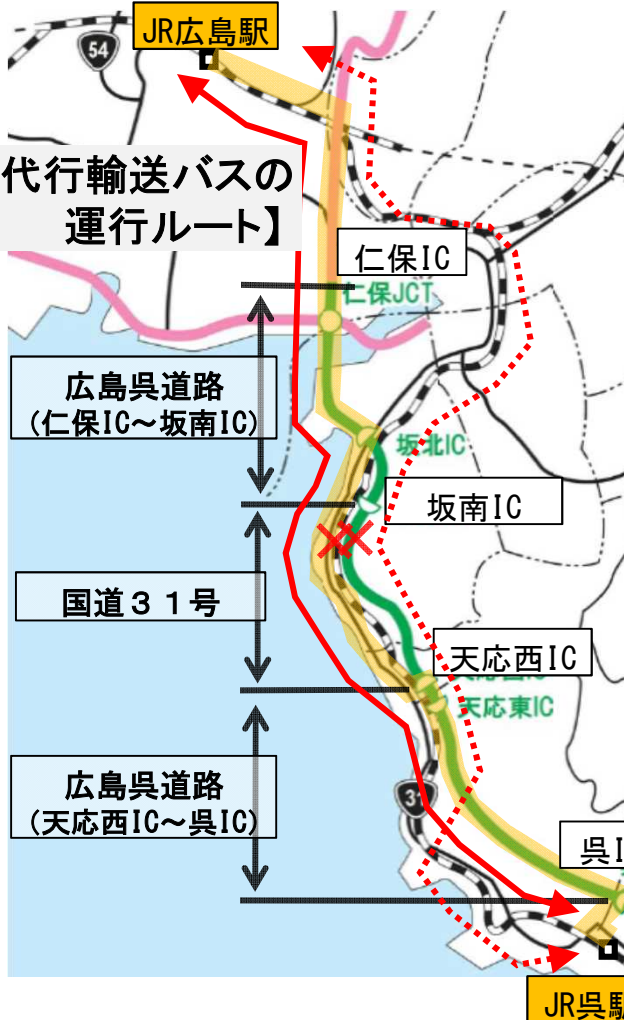 JR広島駅
54
代行輸送バスの
運行ルート】
仁保IC
仁保JCT
広島呉道路
(仁保IC～坂南IC)
坂北IC
坂南IC
国道３１号
天応西IC
天応東IC
広島呉道路
(天応西IC～呉IC)
31
呉I
JR呉駅